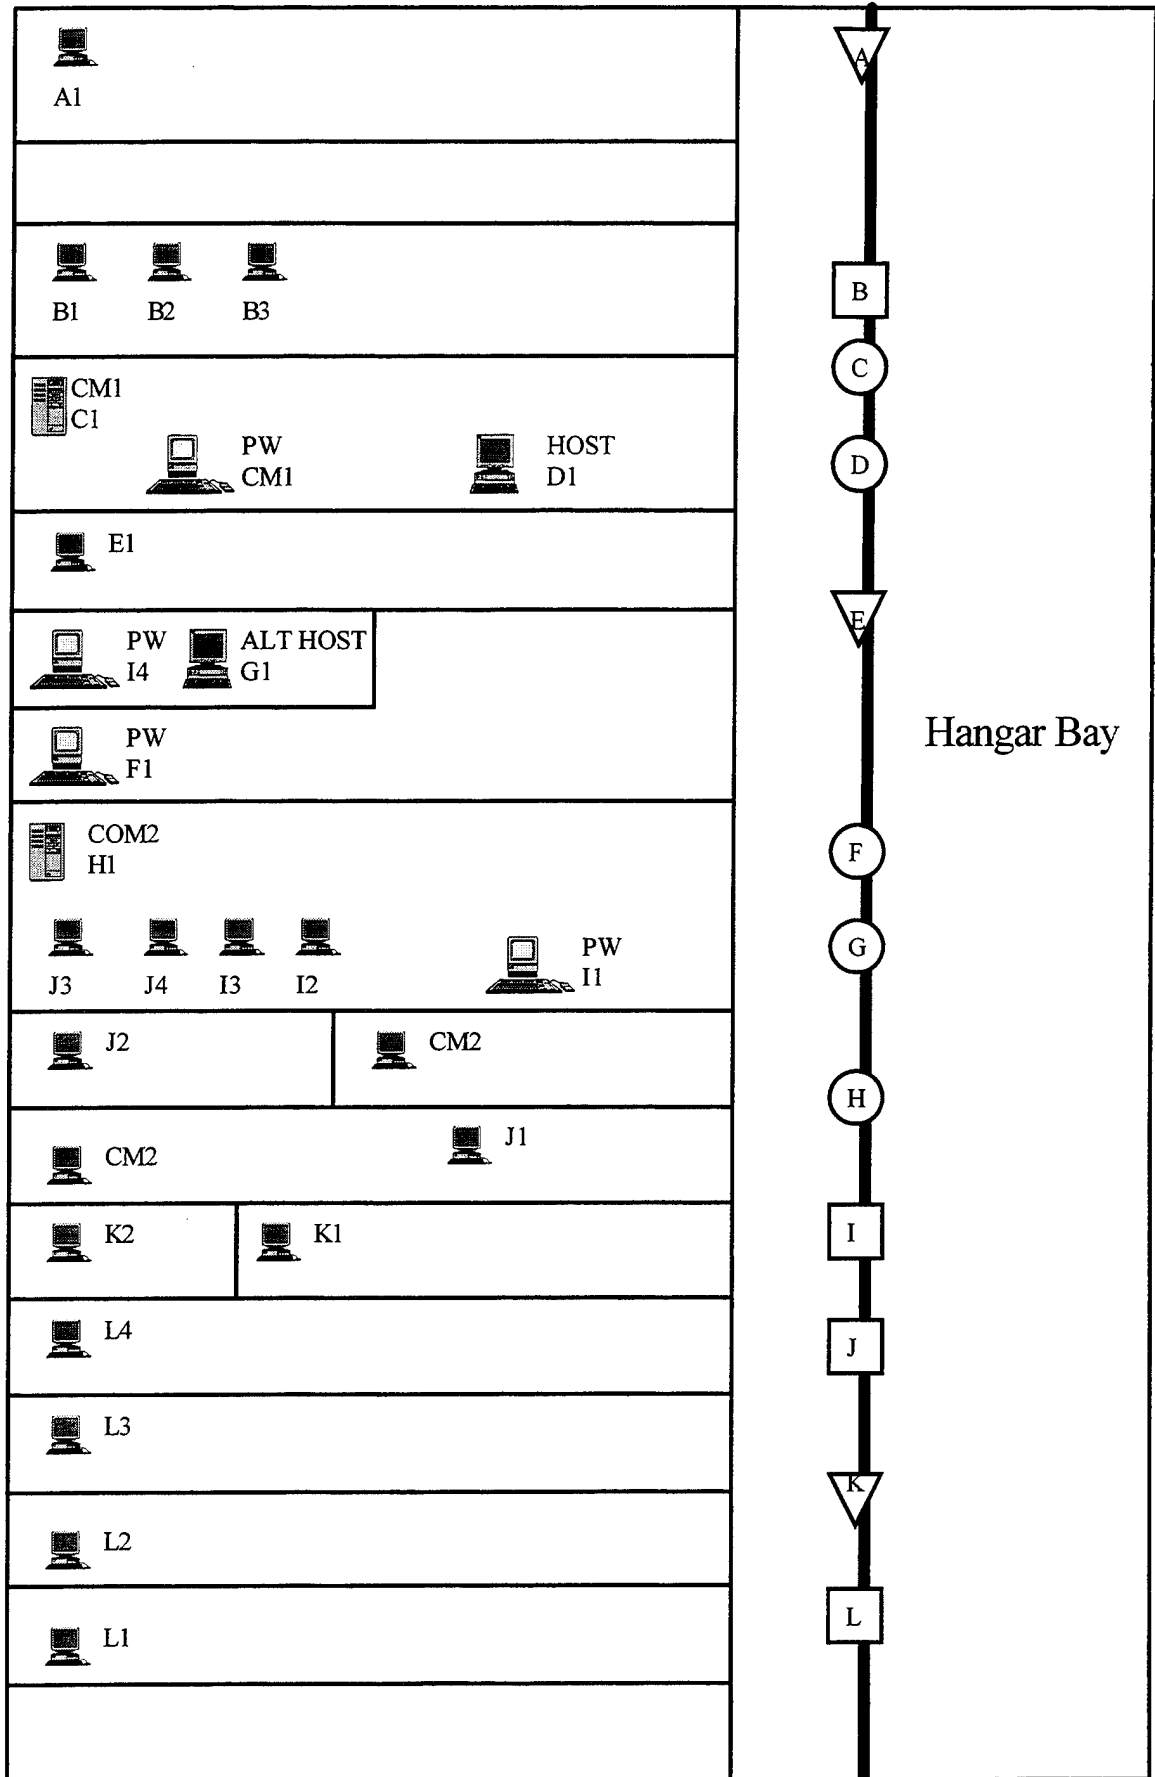 A1
B1 B2 B3
CM1
C1
PW
CM1
HOST
D1
E1
PW
I4
ALT HOST
G1
PW
F1
COM2
H1
J3 J4 I3 I2
PW
I1
J2
CM2
CM2
J1
K2
K1
L4
L3
L2
L1
A
B
C
D
E
F
G
H
I
J
K
L
Hangar Bay